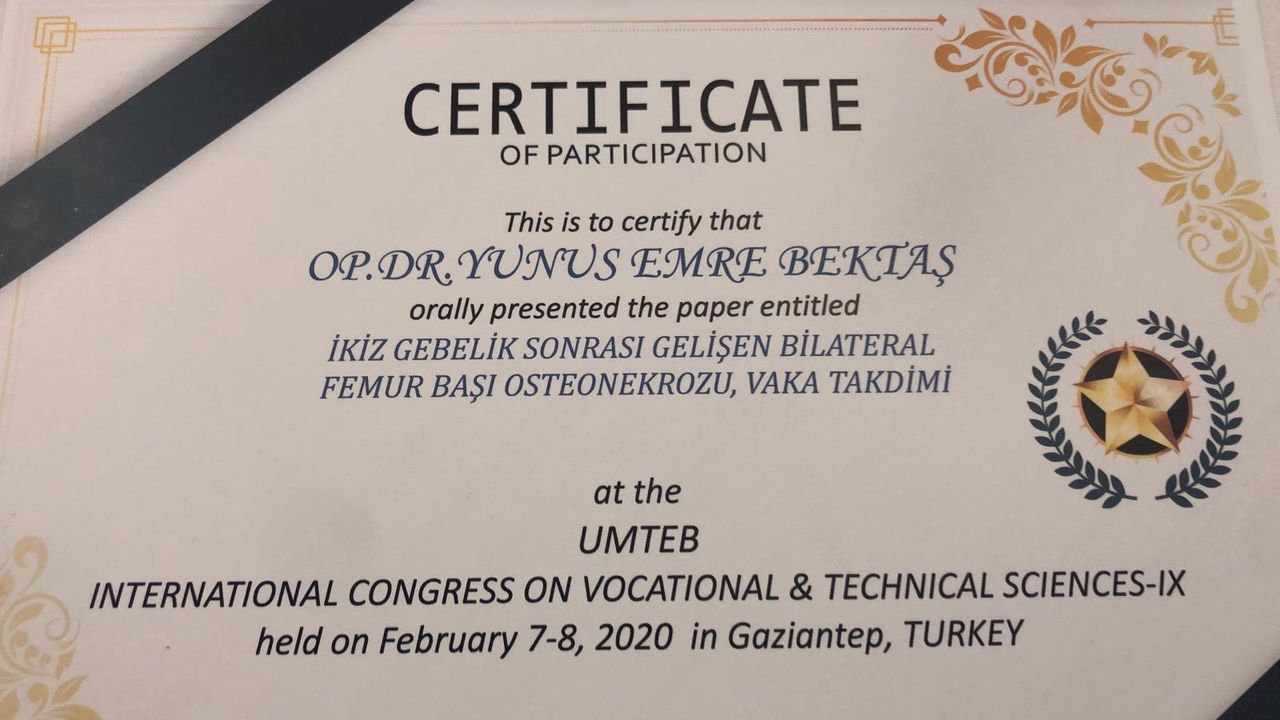 CERTIFICATE
OF PARTICIPATION
This is to certify that
OP.DR.YUNUS EMRE BEKTAŞ
orally presented the paper entitled
İKİZ GEBELİK SONRASI GELİŞEN BİLATERAL
FEMUR BAŞI OSTEONEKROZU, VAKA TAKDİMİ
at the
UMTEB
INTERNATIONAL CONGRESS ON VOCATIONAL & TECHNICAL SCIENCES-IX
held on February 7-8, 2020 in Gaziantep, TURKEY